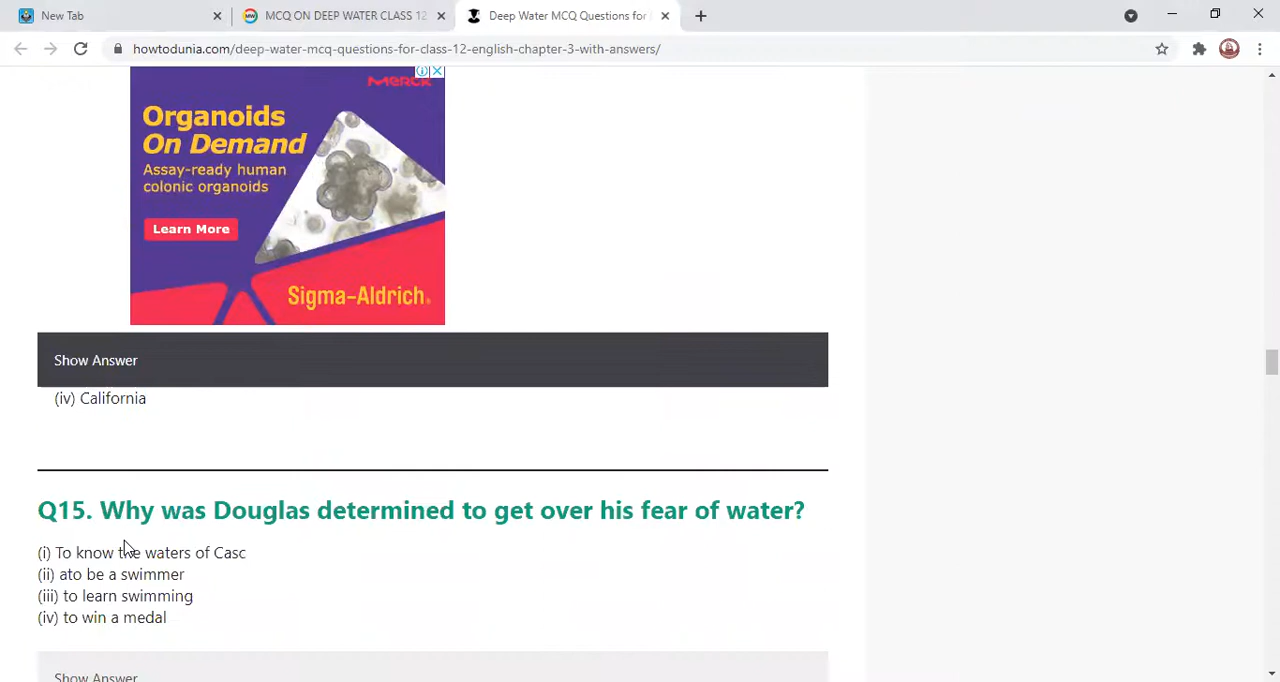 New Tab
MCQ ON DEEP WATER CLASS 12
Deep Water MCQ Questions for
howtodunia.com/deep-water-mcq-questions-for-class-12-english-chapter-3-with-answers/
MERCK
Organoids
On Demand
Assay-ready human
colonic organoids
Learn More
Sigma-Aldrich®
Show Answer
(iv) California
Q15. Why was Douglas determined to get over his fear of water?
(i) To know the waters of Casc
(ii) ato be a swimmer
(iii) to learn swimming
(iv) to win a medal
Show Answer